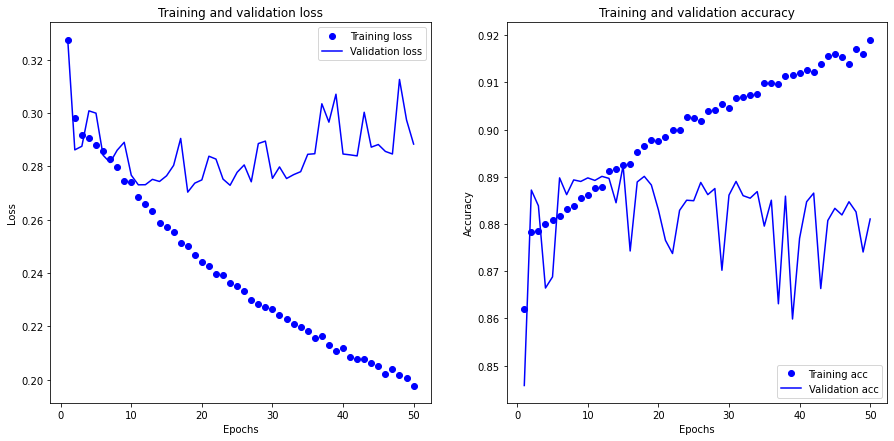 Training and validation loss
Training loss
Validation loss
0.32
0.30
0.28
0.26
0.24
0.22
0.20
Loss
0 10 20 30 40 50
Epochs
Training and validation accuracy
0.92
0.91
0.90
0.89
0.88
0.87
0.86
0.85
Accuracy
Training acc
Validation acc
0 10 20 30 40 50
Epochs